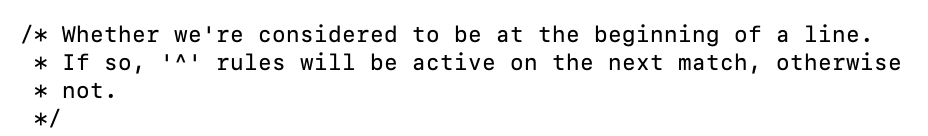 /* Whether we're considered to be at the beginning of a line.
 * If so, '^' rules will be active on the next match, otherwise
 * not.
 */